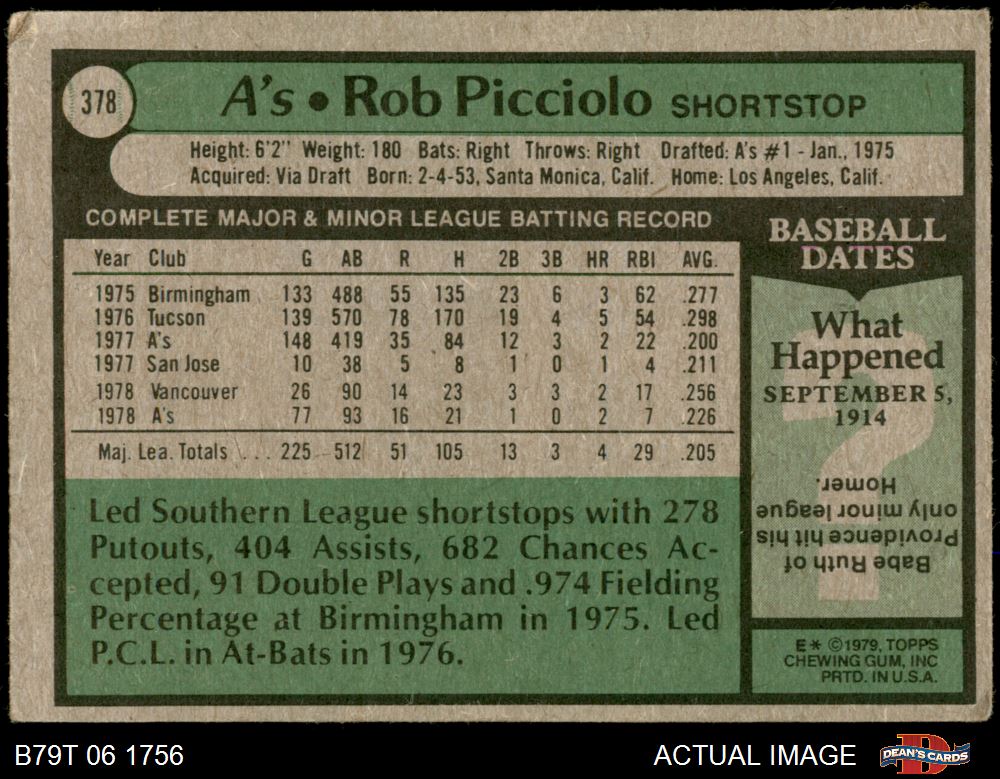 378
A's • Rob Picciolo SHORTSTOP
Height: 6'2" Weight: 180 Bats: Right Throws: Right Drafted: A's #1 - Jan., 1975
Acquired: Via Draft Born: 2-4-53, Santa Monica, Calif. Home: Los Angeles, Calif.
COMPLETE MAJOR & MINOR LEAGUE BATTING RECORD
Year Club G AB R H 2B 3B HR RBI AVG.
1975 Birmingham 133 488 55 135 23 6 3 62 .277
1976 Tucson 139 570 78 170 19 4 5 54 .298
1977 A's 148 419 35 84 12 3 2 22 .200
1977 San Jose 10 38 5 8 1 0 1 4 .211
1978 Vancouver 26 90 14 23 3 3 2 17 .256
1978 A's 77 93 16 21 1 0 2 7 .226
Maj. Lea. Totals . . . 225 512 51 105 13 3 4 29 .205
Led Southern League shortstops with 278
Putouts, 404 Assists, 682 Chances Ac-
cepted, 91 Double Plays and .974 Fielding
Percentage at Birmingham in 1975. Led
P.C.L. in At-Bats in 1976.
BASEBALL
DATES
What
Happened
SEPTEMBER 5,
1914
?
Babe Ruth of
Providence hit his
only minor league
Homer.
E* ©1979, TOPPS
CHEWING GUM, INC
PRTD. IN U.S.A.
B79T 06 1756
ACTUAL IMAGE
DEAN'S CARDS